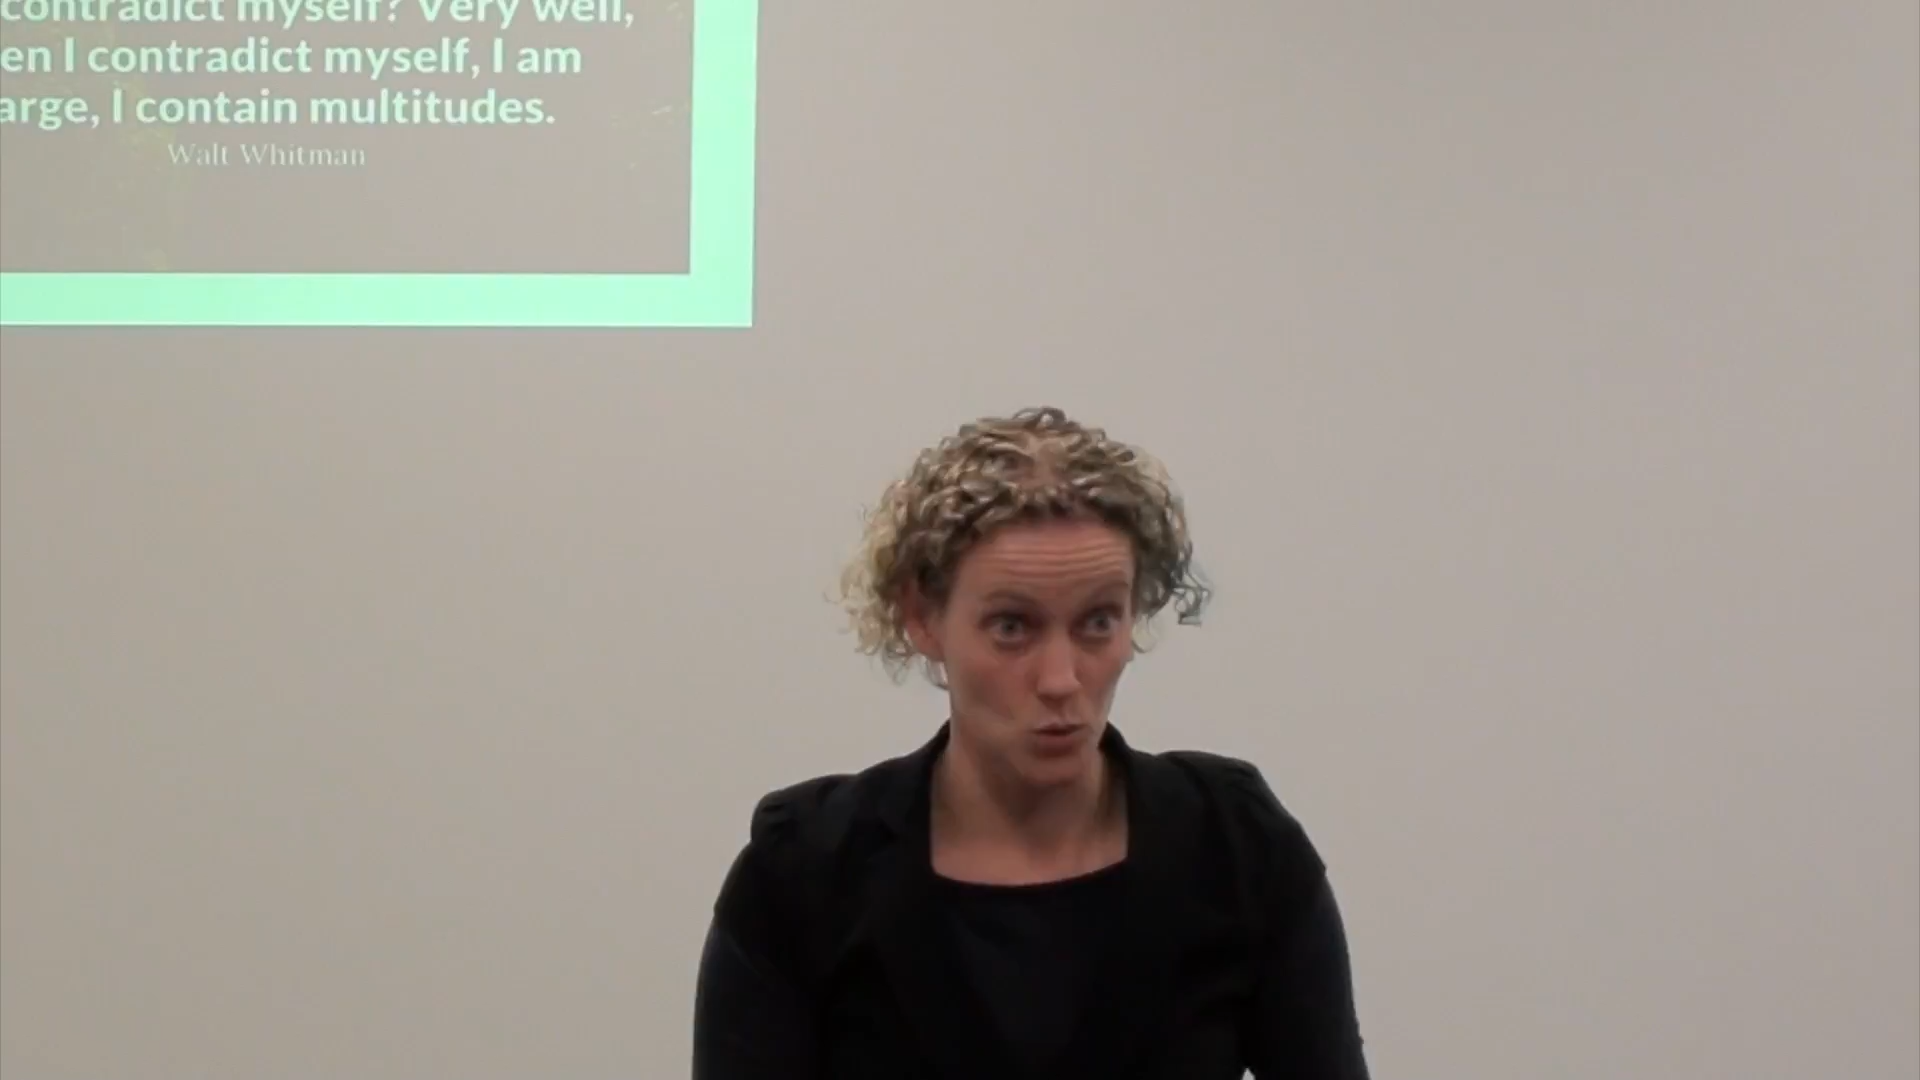 contradict myself? Very well,
en I contradict myself, I am
arge, I contain multitudes.
Walt Whitman